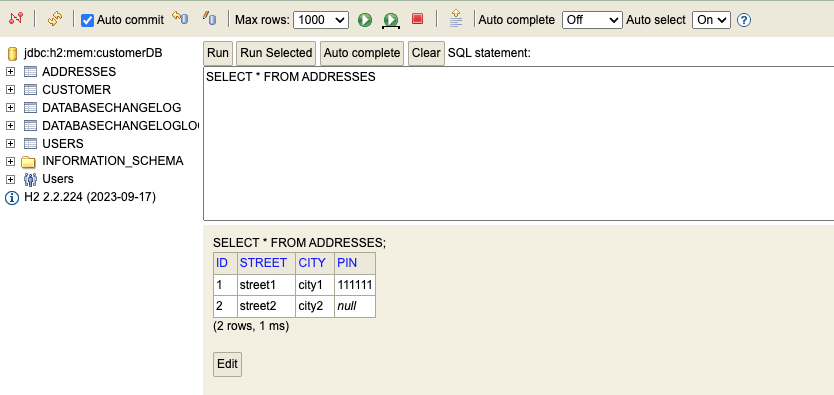 Auto commit Max rows: 1000 Auto complete Off Auto select On ?
jdbc:h2:mem:customerDB
ADDRESSES
CUSTOMER
DATABASECHANGELOG
DATABASECHANGELOGLO
USERS
INFORMATION_SCHEMA
Users
H2 2.2.224 (2023-09-17)
Run Run Selected Auto complete Clear SQL statement:
SELECT * FROM ADDRESSES
SELECT * FROM ADDRESSES;
ID STREET CITY PIN
1 street1 city1 111111
2 street2 city2 null
(2 rows, 1 ms)
Edit